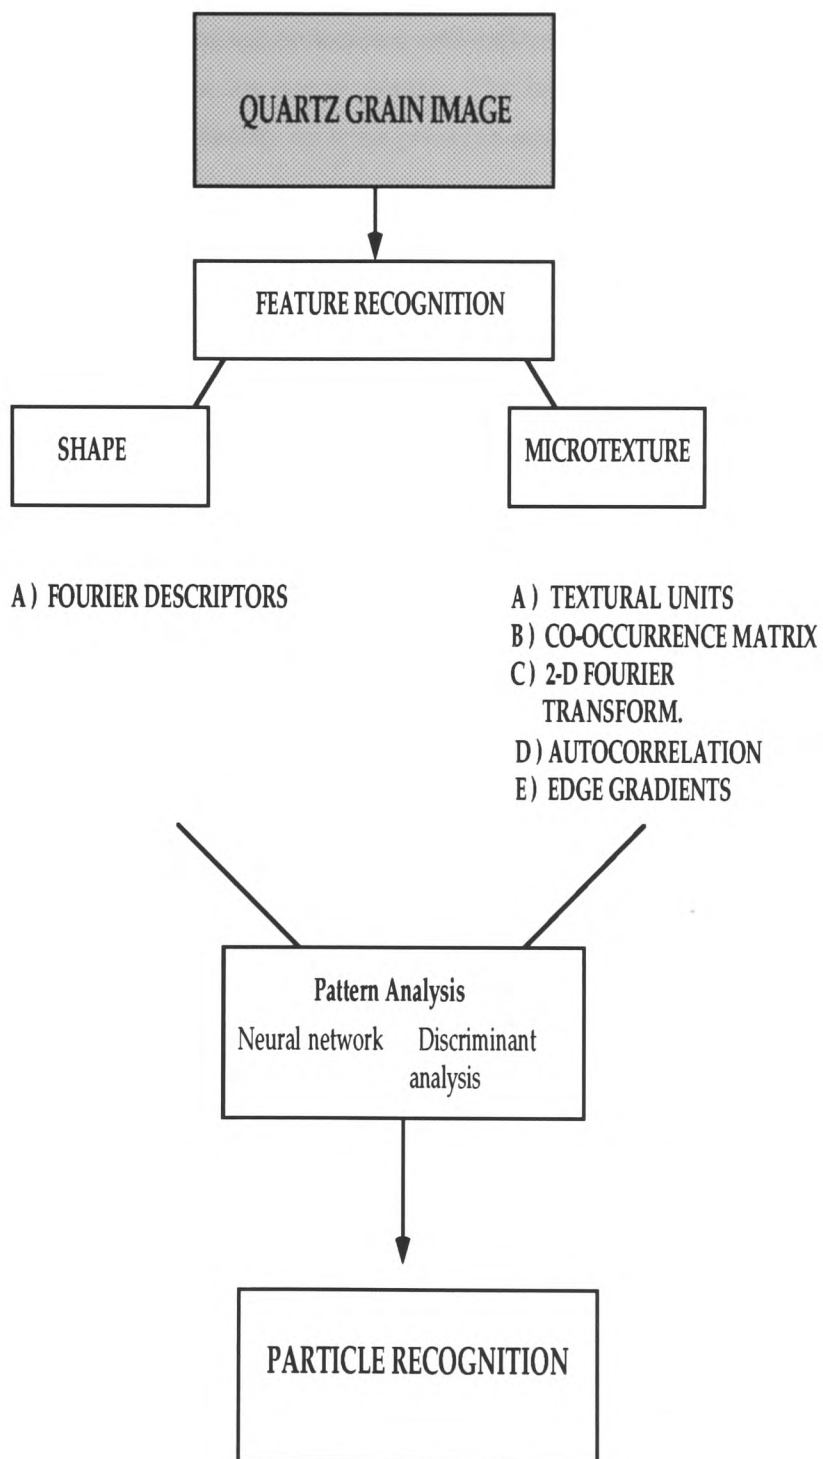 QUARTZ GRAIN IMAGE
FEATURE RECOGNITION
SHAPE
MICROTEXTURE
A) FOURIER DESCRIPTORS
A) TEXTURAL UNITS
B) CO-OCCURRENCE MATRIX
C) 2-D FOURIER
TRANSFORM.
D) AUTOCORRELATION
E) EDGE GRADIENTS
Pattern Analysis
Neural network Discriminant
analysis
PARTICLE RECOGNITION